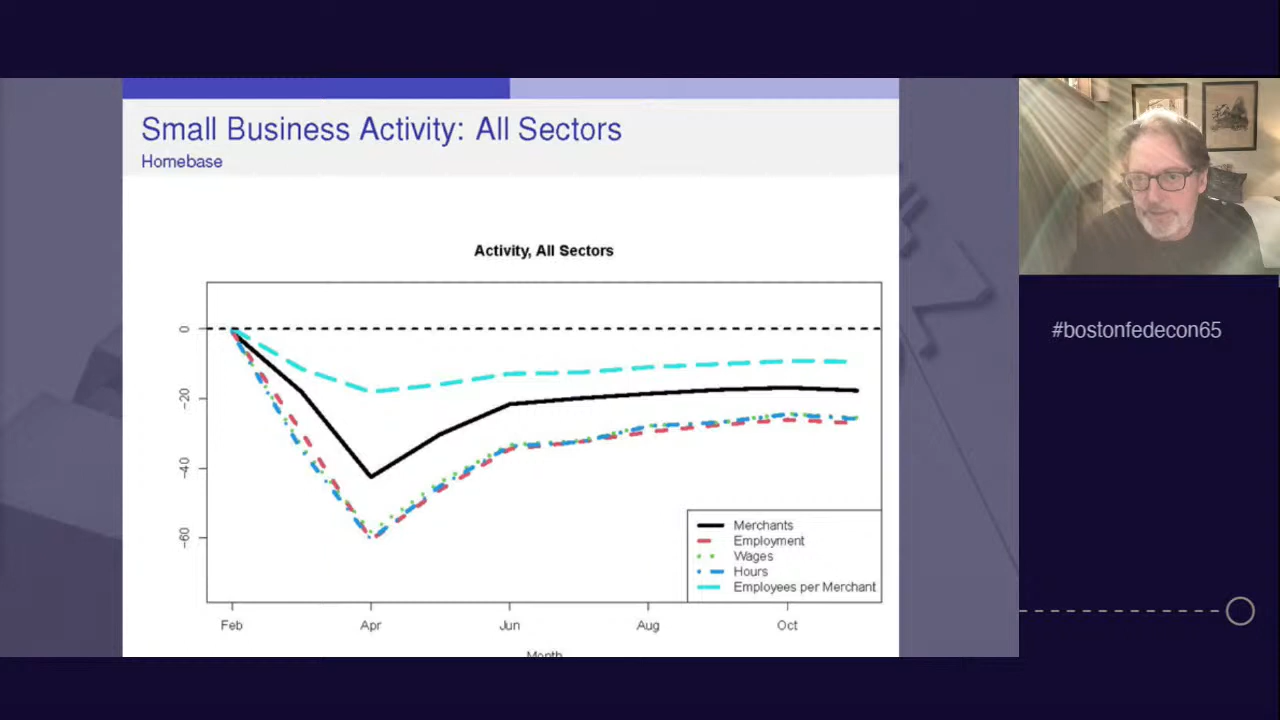 Small Business Activity: All Sectors
Homebase
Activity, All Sectors
0
-20
-40
-60
Merchants
Employment
Wages
Hours
Employees per Merchant
Feb
Apr
Jun
Aug
Oct
Month
#bostonfedecon65